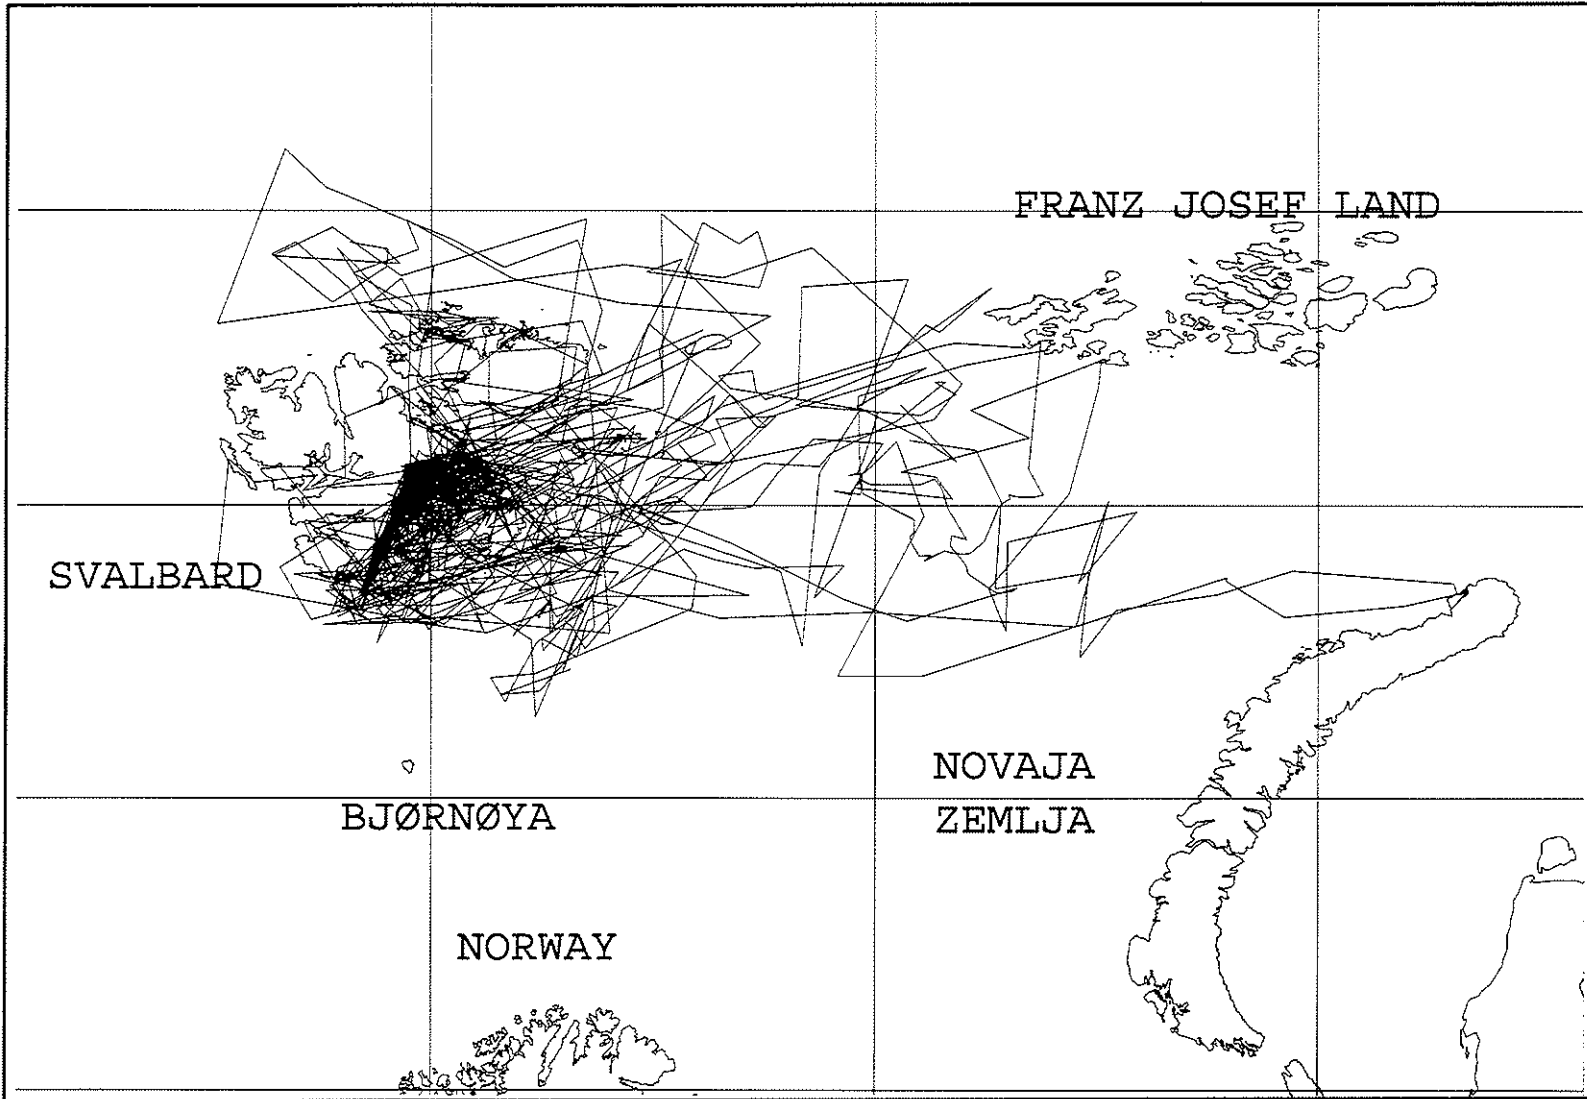 FRANZ JOSEF LAND
SVALBARD
NOVAJA
ZEMLJA
BJØRNØYA
NORWAY